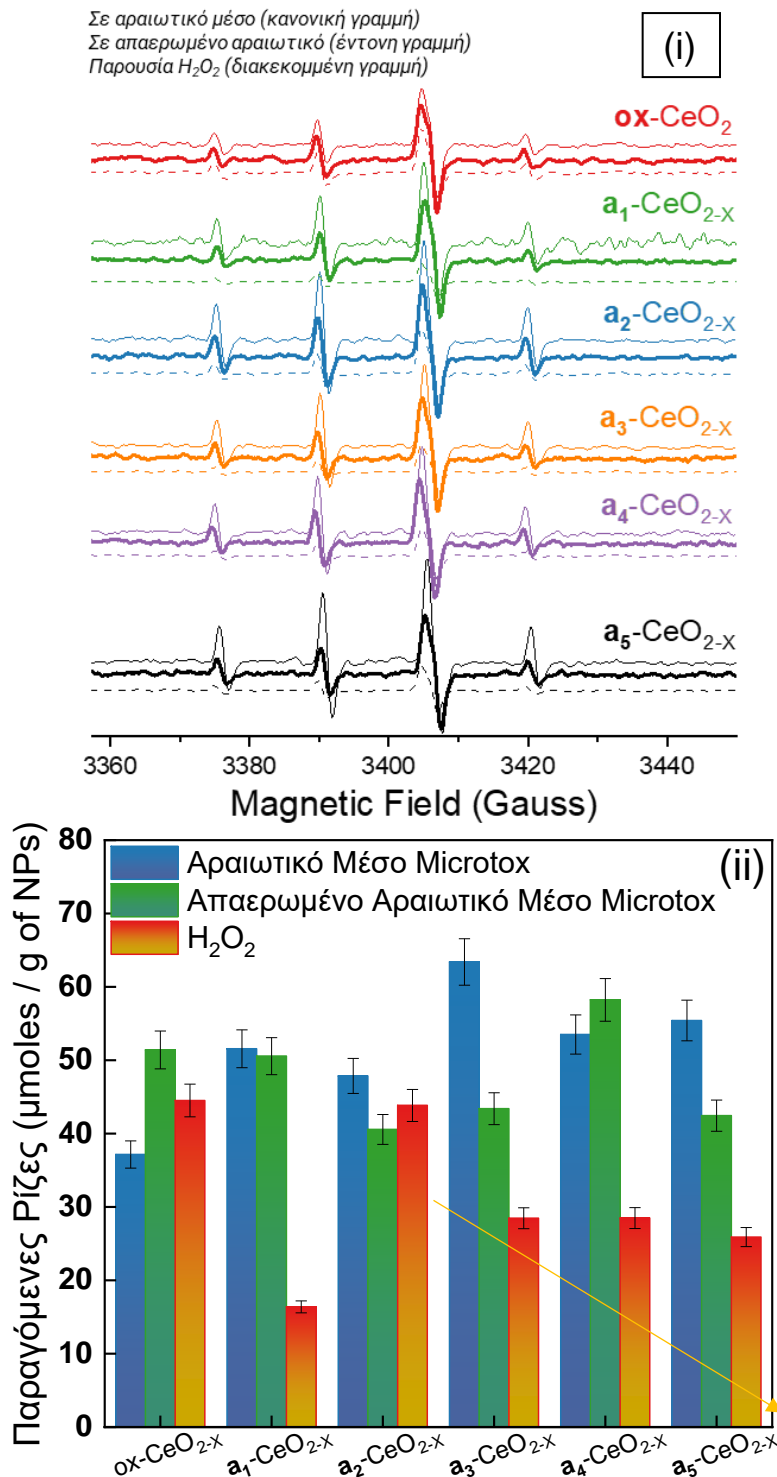 Σε αραιωτικό μέσο (κανονική γραμμή)
Σε απαερωμένο αραιωτικό (έντονη γραμμή)
Παρουσία H₂O₂ (διακεκομμένη γραμμή)
(i)
ox-CeO₂
a₁-CeO₂₋ₓ
a₂-CeO₂₋ₓ
a₃-CeO₂₋ₓ
a₄-CeO₂₋ₓ
a₅-CeO₂₋ₓ
3360 3380 3400 3420 3440
Magnetic Field (Gauss)
(ii)
Αραιωτικό Μέσο Microtox
Απαερωμένο Αραιωτικό Μέσο Microtox
H₂O₂
Παραγόμενες Ρίζες (μmoles / g of NPs)
80
70
60
50
40
30
20
10
0
ox-CeO₂₋ₓ a₁-CeO₂₋ₓ a₂-CeO₂₋ₓ a₃-CeO₂₋ₓ a₄-CeO₂₋ₓ a₅-CeO₂₋ₓ